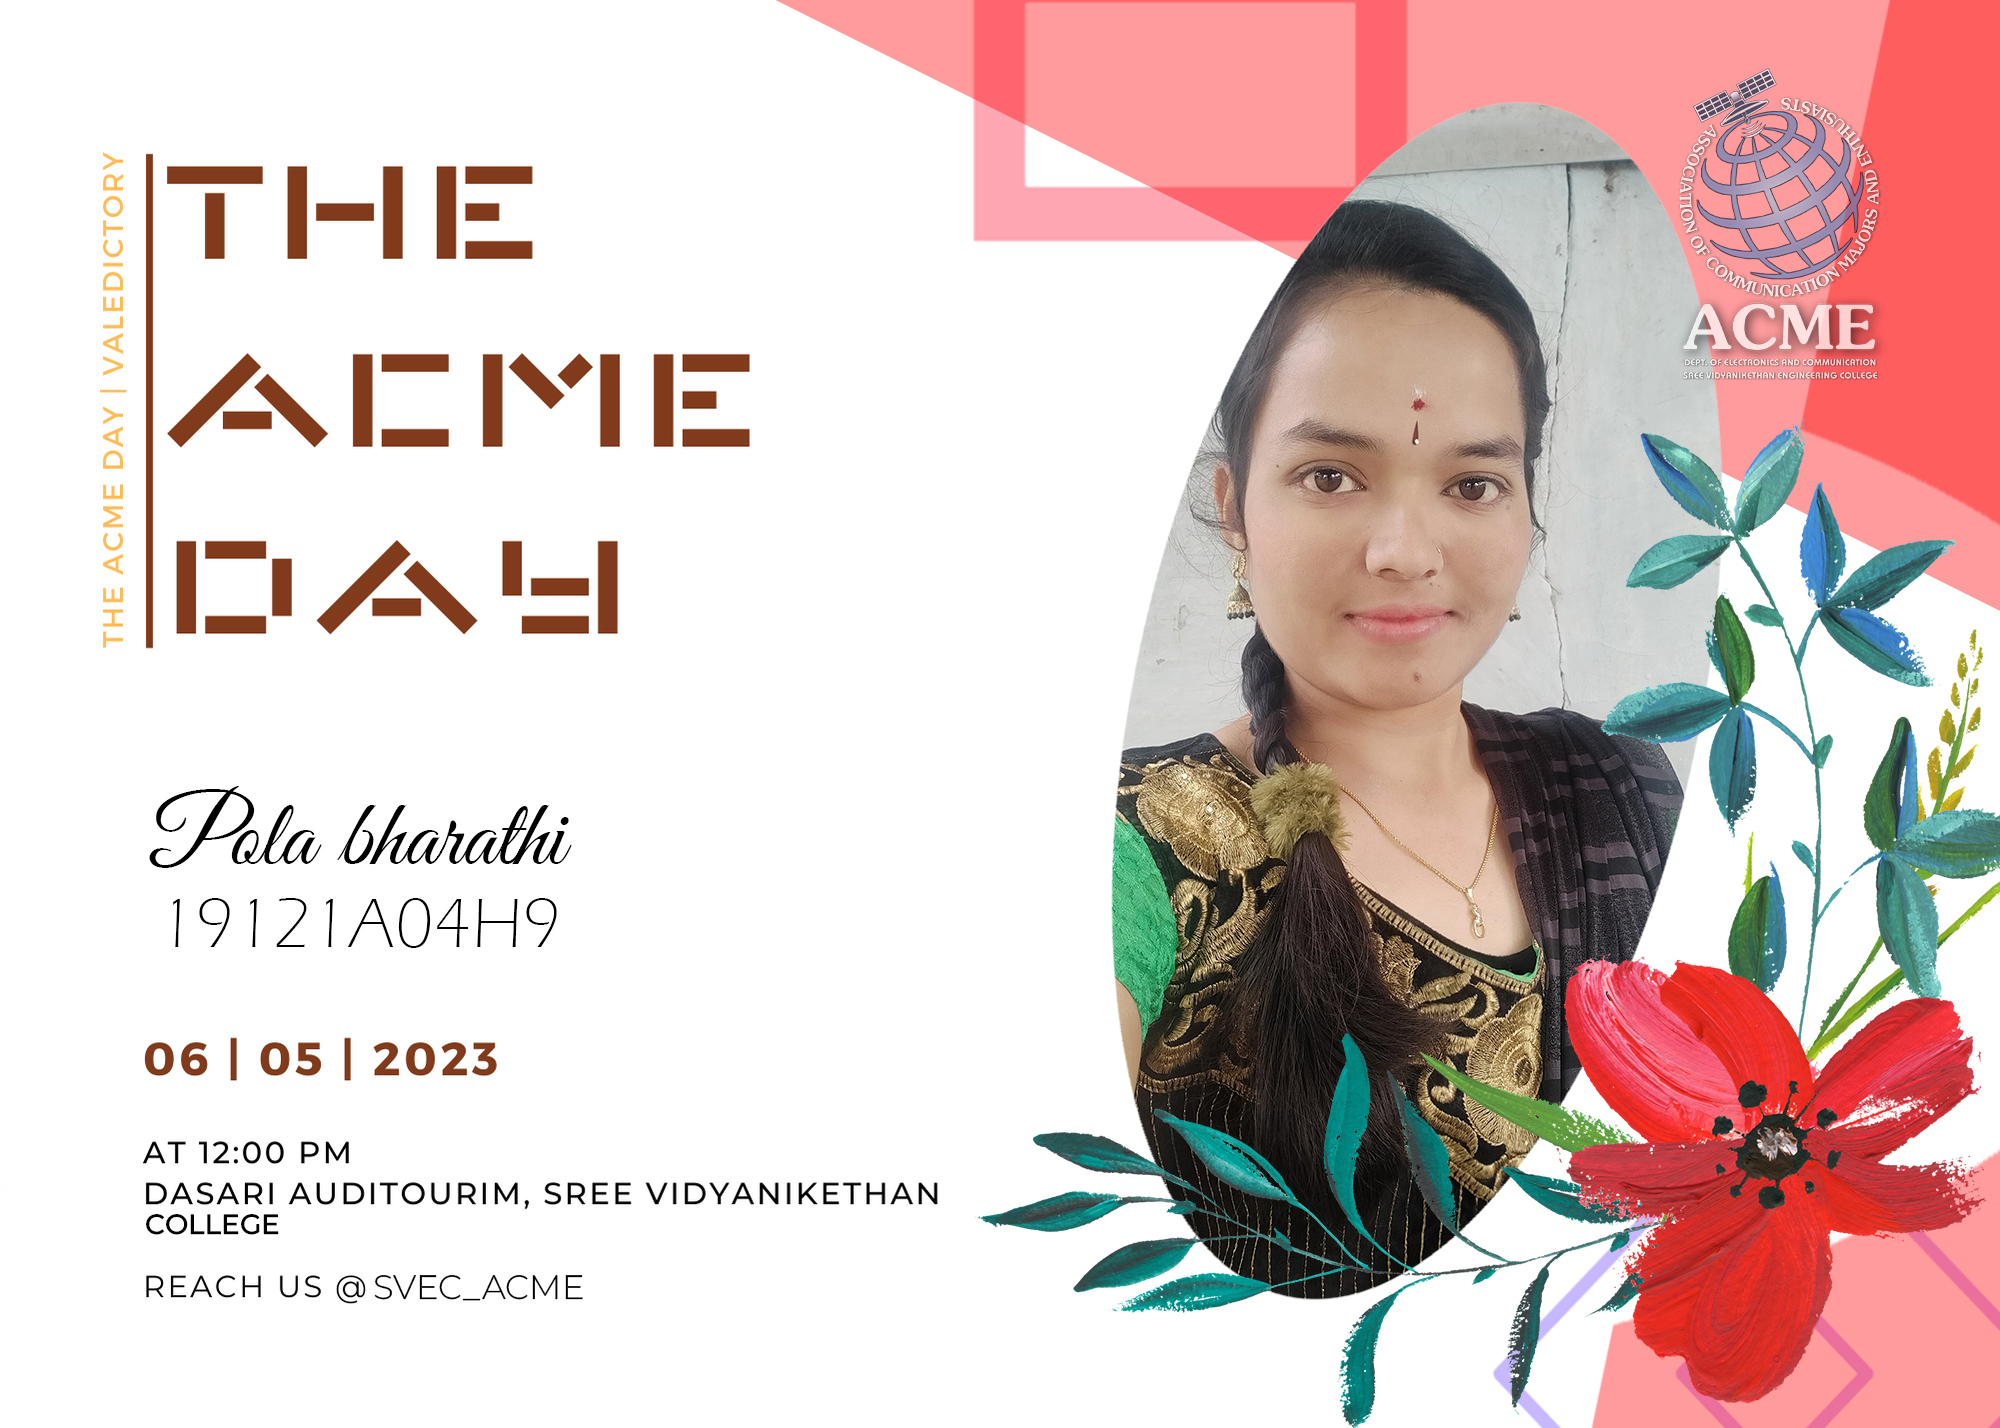 THE ACME DAY | VALEDICTORY
THE
ACME
DAY
Pola bharathi
19121A04H9
06 | 05 | 2023
AT 12:00 PM
DASARI AUDITOURIM, SREE VIDYANIKETHAN
COLLEGE
REACH US @SVEC_ACME
ASSOCIATION OF COMMUNICATION MAJORS AND ENTHUSIASTS
ACME
DEPT. OF ELECTRONICS AND COMMUNICATION
SREE VIDYANIKETHAN ENGINEERING COLLEGE